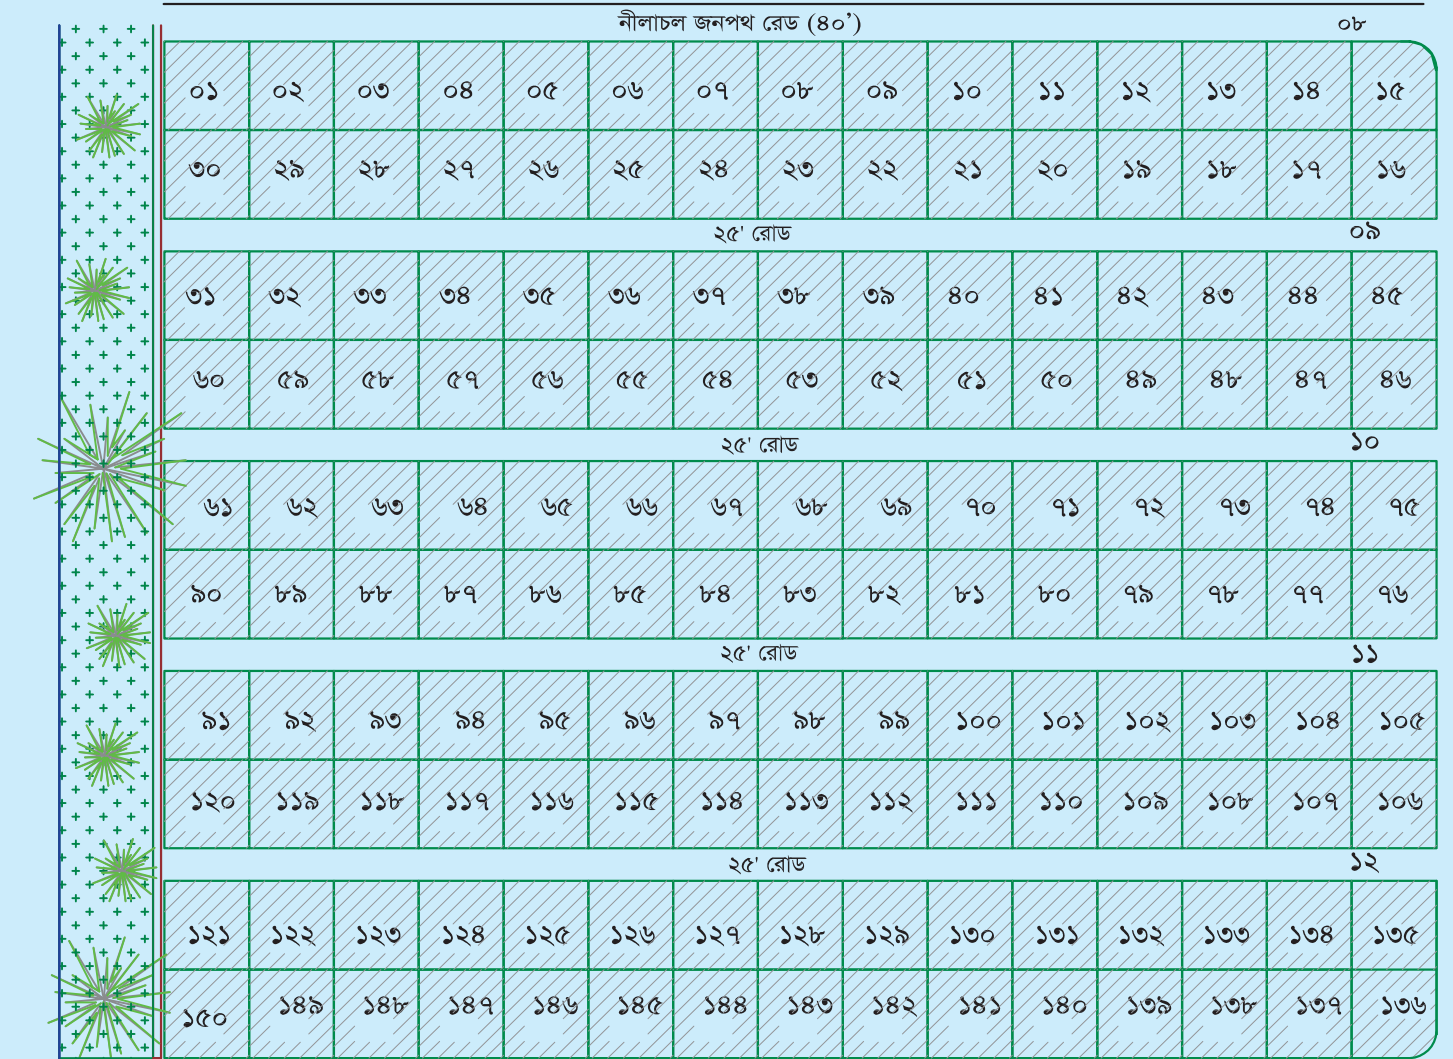 নীলাচল জনপথ রেড (৪০’) ০৮
০১ ০২ ০৩ ০৪ ০৫ ০৬ ০৭ ০৮ ০৯ ১০ ১১ ১২ ১৩ ১৪ ১৫
৩০ ২৯ ২৮ ২৭ ২৬ ২৫ ২৪ ২৩ ২২ ২১ ২০ ১৯ ১৮ ১৭ ১৬
২৫' রোড ০৯
৩১ ৩২ ৩৩ ৩৪ ৩৫ ৩৬ ৩৭ ৩৮ ৩৯ ৪০ ৪১ ৪২ ৪৩ ৪৪ ৪৫
৬০ ৫৯ ৫৮ ৫৭ ৫৬ ৫৫ ৫৪ ৫৩ ৫২ ৫১ ৫০ ৪৯ ৪৮ ৪৭ ৪৬
২৫' রোড ১০
৬১ ৬২ ৬৩ ৬৪ ৬৫ ৬৬ ৬৭ ৬৮ ৬৯ ৭০ ৭১ ৭২ ৭৩ ৭৪ ৭৫
৯০ ৮৯ ৮৮ ৮৭ ৮৬ ৮৫ ৮৪ ৮৩ ৮২ ৮১ ৮০ ৭৯ ৭৮ ৭৭ ৭৬
২৫' রোড ১১
৯১ ৯২ ৯৩ ৯৪ ৯৫ ৯৬ ৯৭ ৯৮ ৯৯ ১০০ ১০১ ১০২ ১০৩ ১০৪ ১০৫
১২০ ১১৯ ১১৮ ১১৭ ১১৬ ১১৫ ১১৪ ১১৩ ১১২ ১১১ ১১০ ১০৯ ১০৮ ১০৭ ১০৬
২৫' রোড ১২
১২১ ১২২ ১২৩ ১২৪ ১২৫ ১২৬ ১২৭ ১২৮ ১২৯ ১৩০ ১৩১ ১৩২ ১৩৩ ১৩৪ ১৩৫
১৫০ ১৪৯ ১৪৮ ১৪৭ ১৪৬ ১৪৫ ১৪৪ ১৪৩ ১৪২ ১৪১ ১৪০ ১৩৯ ১৩৮ ১৩৭ ১৩৬